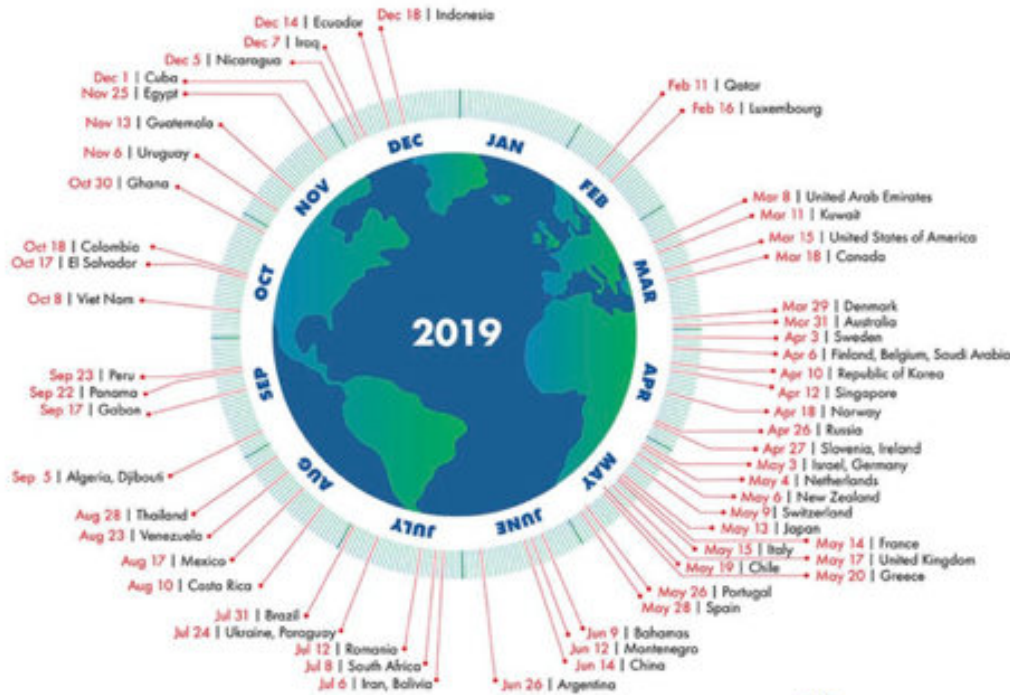 Dec 18 | Indonesia
Dec 14 | Ecuador
Dec 7 | Iraq
Dec 5 | Nicaragua
Dec 1 | Cuba
Nov 25 | Egypt
Nov 13 | Guatemala
Nov 6 | Uruguay
Oct 30 | Ghana
Oct 18 | Colombia
Oct 17 | El Salvador
Oct 8 | Viet Nam
Sep 23 | Peru
Sep 22 | Panama
Sep 17 | Gabon
Sep 5 | Algeria, Djibouti
Aug 28 | Thailand
Aug 23 | Venezuela
Aug 17 | Mexico
Aug 10 | Costa Rica
Jul 31 | Brazil
Jul 24 | Ukraine, Paraguay
Jul 12 | Romania
Jul 8 | South Africa
Jul 6 | Iran, Bolivia
JAN
FEB
MAR
APR
MAY
JUNE
JULY
AUG
SEP
OCT
NOV
DEC
2019
Feb 11 | Qatar
Feb 16 | Luxembourg
Mar 8 | United Arab Emirates
Mar 11 | Kuwait
Mar 15 | United States of America
Mar 18 | Canada
Mar 29 | Denmark
Mar 31 | Australia
Apr 3 | Sweden
Apr 6 | Finland, Belgium, Saudi Arabia
Apr 10 | Republic of Korea
Apr 12 | Singapore
Apr 18 | Norway
Apr 26 | Russia
Apr 27 | Slovenia, Ireland
May 3 | Israel, Germany
May 4 | Netherlands
May 6 | New Zealand
May 9 | Switzerland
May 13 | Japan
May 14 | France
May 15 | Italy
May 17 | United Kingdom
May 19 | Chile
May 20 | Greece
May 26 | Portugal
May 28 | Spain
Jun 9 | Bahamas
Jun 12 | Montenegro
Jun 14 | China
Jun 26 | Argentina